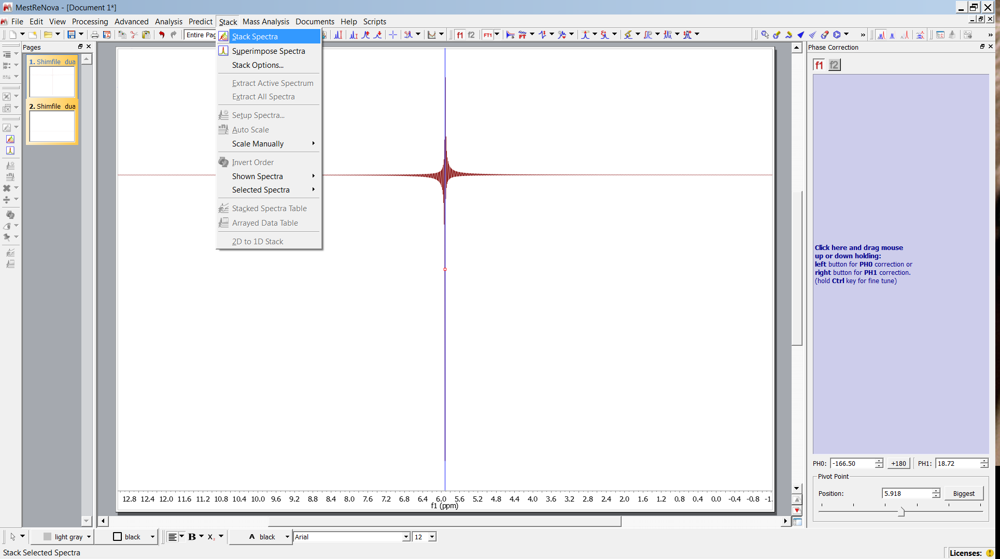 MestReNova - [Document 1*]
File Edit View Processing Advanced Analysis Predict Stack Mass Analysis Documents Help Scripts
Entire Pag
f1 f2 FT1
Pages
1. Shimfile dua
2. Shimfile dua
Stack Spectra
Superimpose Spectra
Stack Options...
Extract Active Spectrum
Extract All Spectra
Setup Spectra...
Auto Scale
Scale Manually
Invert Order
Shown Spectra
Selected Spectra
Stacked Spectra Table
Arrayed Data Table
2D to 1D Stack
12.8 12.4 12.0 11.6 11.2 10.8 10.4 10.0 9.6 9.2 8.8 8.4 8.0 7.6 7.2 6.8 6.4 6.0 5.6 5.2 4.8 4.4 4.0 3.6 3.2 2.8 2.4 2.0 1.6 1.2 0.8 0.4 0.0 -0.4 -0.8 -1.
f1 (ppm)
Phase Correction
f1 f2
Click here and drag mouse
up or down holding:
left button for PH0 correction or
right button for PH1 correction.
(hold Ctrl key for fine tune)
PH0: -166.50 +180 PH1: 18.72
Pivot Point
Position: 5.918 Biggest
light gray black B X2 A black Arial 12
Stack Selected Spectra
Licenses: